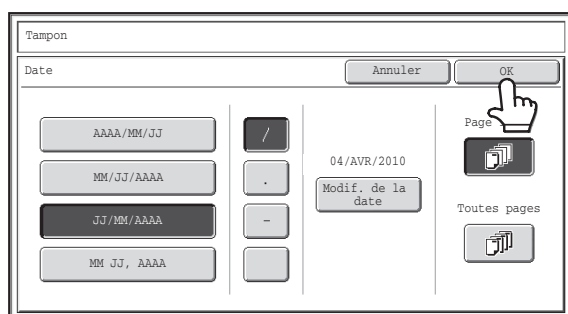 Tampon
Date
Annuler
OK
AAAA/MM/JJ
MM/JJ/AAAA
JJ/MM/AAAA
MM JJ, AAAA
/
.
-
04/AVR/2010
Modif. de la
date
Page
Toutes pages